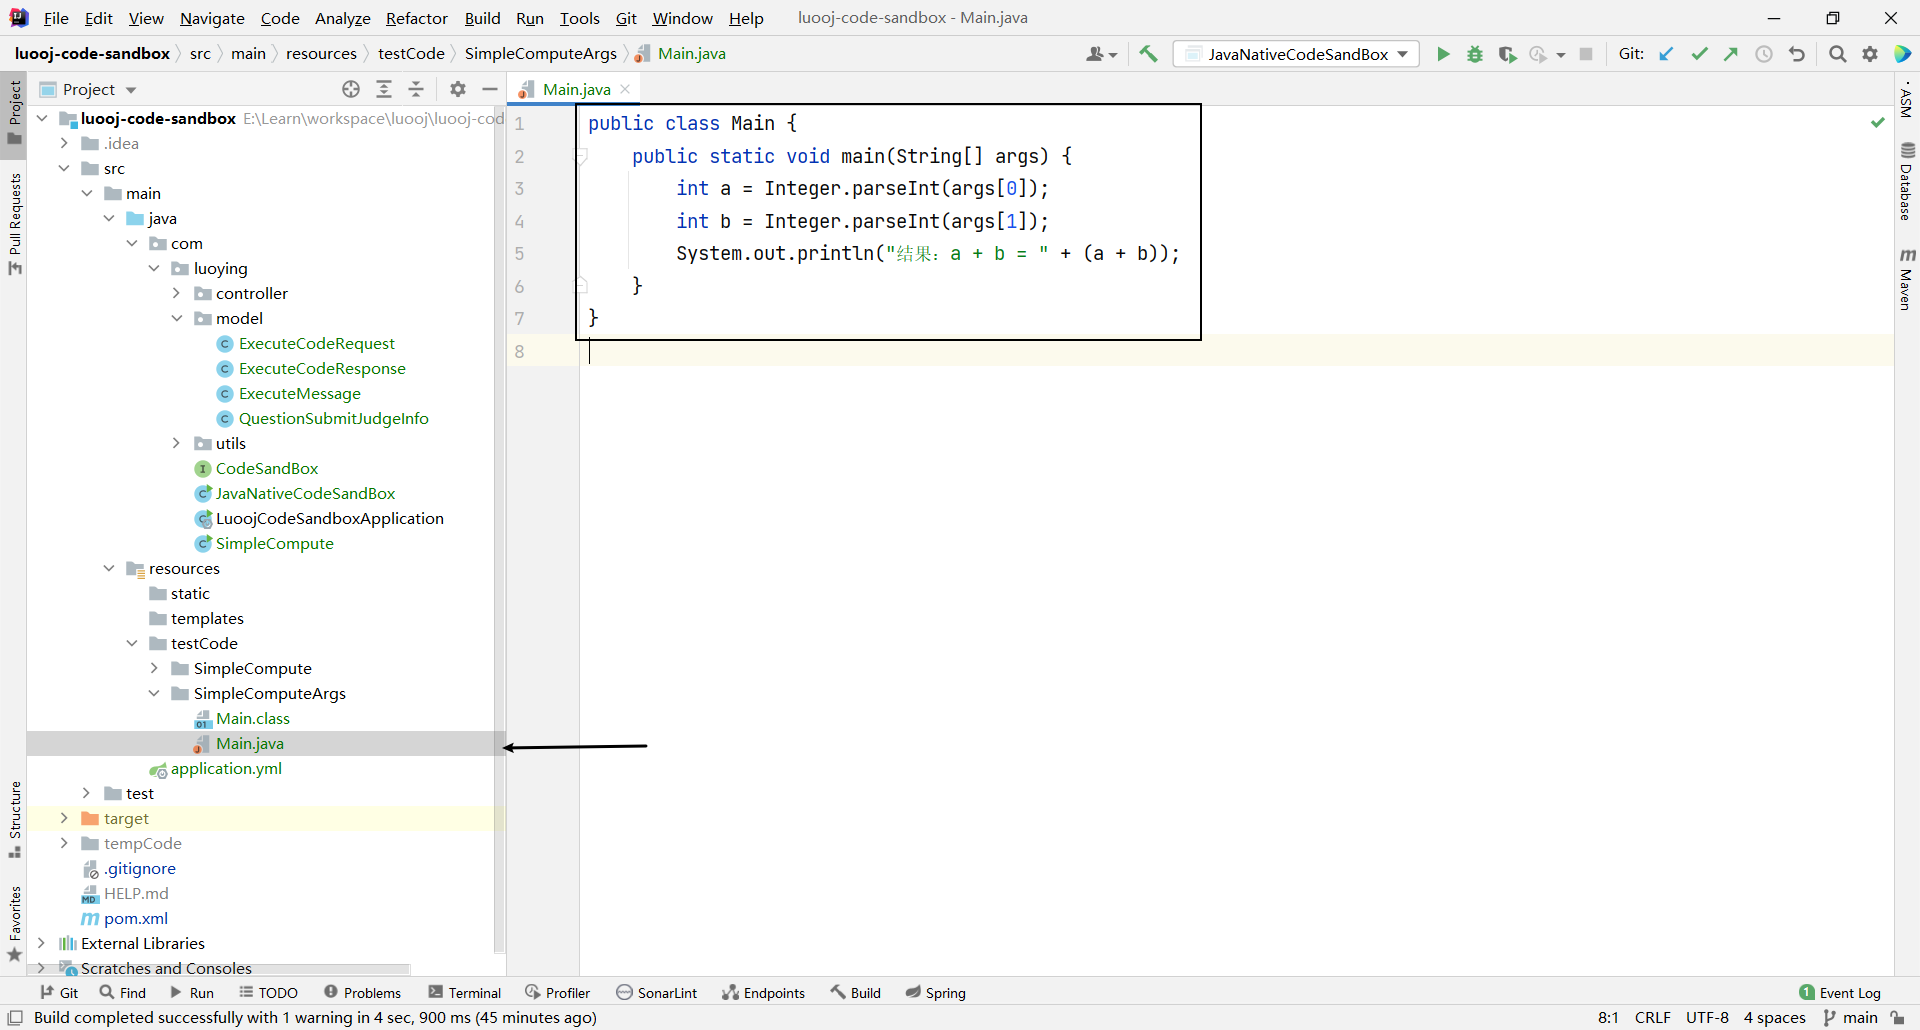 File Edit View Navigate Code Analyze Refactor Build Run Tools Git Window Help luooj-code-sandbox - Main.java
luooj-code-sandbox src main resources testCode SimpleComputeArgs Main.java JavaNativeCodeSandBox Git:
Project
Main.java
Project
Pull Requests
Structure
Favorites
luooj-code-sandbox E:\Learn\workspace\luooj\luooj-cod
.idea
src
main
java
com
luoying
controller
model
ExecuteCodeRequest
ExecuteCodeResponse
ExecuteMessage
QuestionSubmitJudgeInfo
utils
CodeSandBox
JavaNativeCodeSandBox
LuoojCodeSandboxApplication
SimpleCompute
resources
static
templates
testCode
SimpleCompute
SimpleComputeArgs
Main.class
Main.java
application.yml
test
target
tempCode
.gitignore
HELP.md
pom.xml
External Libraries
Scratches and Consoles
1 public class Main {
2 public static void main(String[] args) {
3 int a = Integer.parseInt(args[0]);
4 int b = Integer.parseInt(args[1]);
5 System.out.println("结果：a + b = " + (a + b));
6 }
7 }
8
ASM
Database
Maven
Git Find Run TODO Problems Terminal Profiler SonarLint Endpoints Build Spring 1 Event Log
Build completed successfully with 1 warning in 4 sec, 900 ms (45 minutes ago) 8:1 CRLF UTF-8 4 spaces main